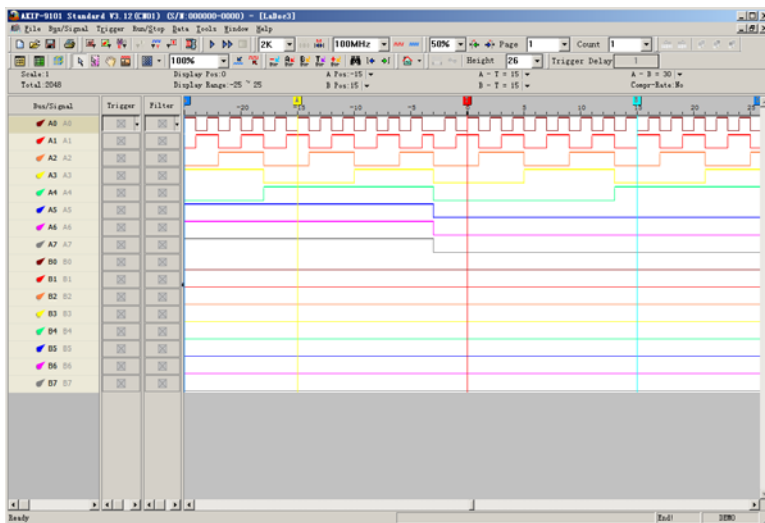 AKIP-9101 Standard V3.12(CN01) (S/N:000000-0000) - [LaDoc3]
File Bus/Signal Trigger Run/Stop Data Tools Window Help
2K 100MHz 50% Page 1 Count 1
100% Height 26 Trigger Delay 1
Scale:1 Display Pos:0 A Pos:-15 A - T = 15 A - B = 30
Total:2048 Display Range:-25 ~ 25 B Pos:15 B - T = 15 Compr-Rate:No
Bus/Signal Trigger Filter -20 -15 -5 5 10 15 20 25
A0 A0
A1 A1
A2 A2
A3 A3
A4 A4
A5 A5
A6 A6
A7 A7
B0 B0
B1 B1
B2 B2
B3 B3
B4 B4
B5 B5
B6 B6
B7 B7
Ready End! DEMO